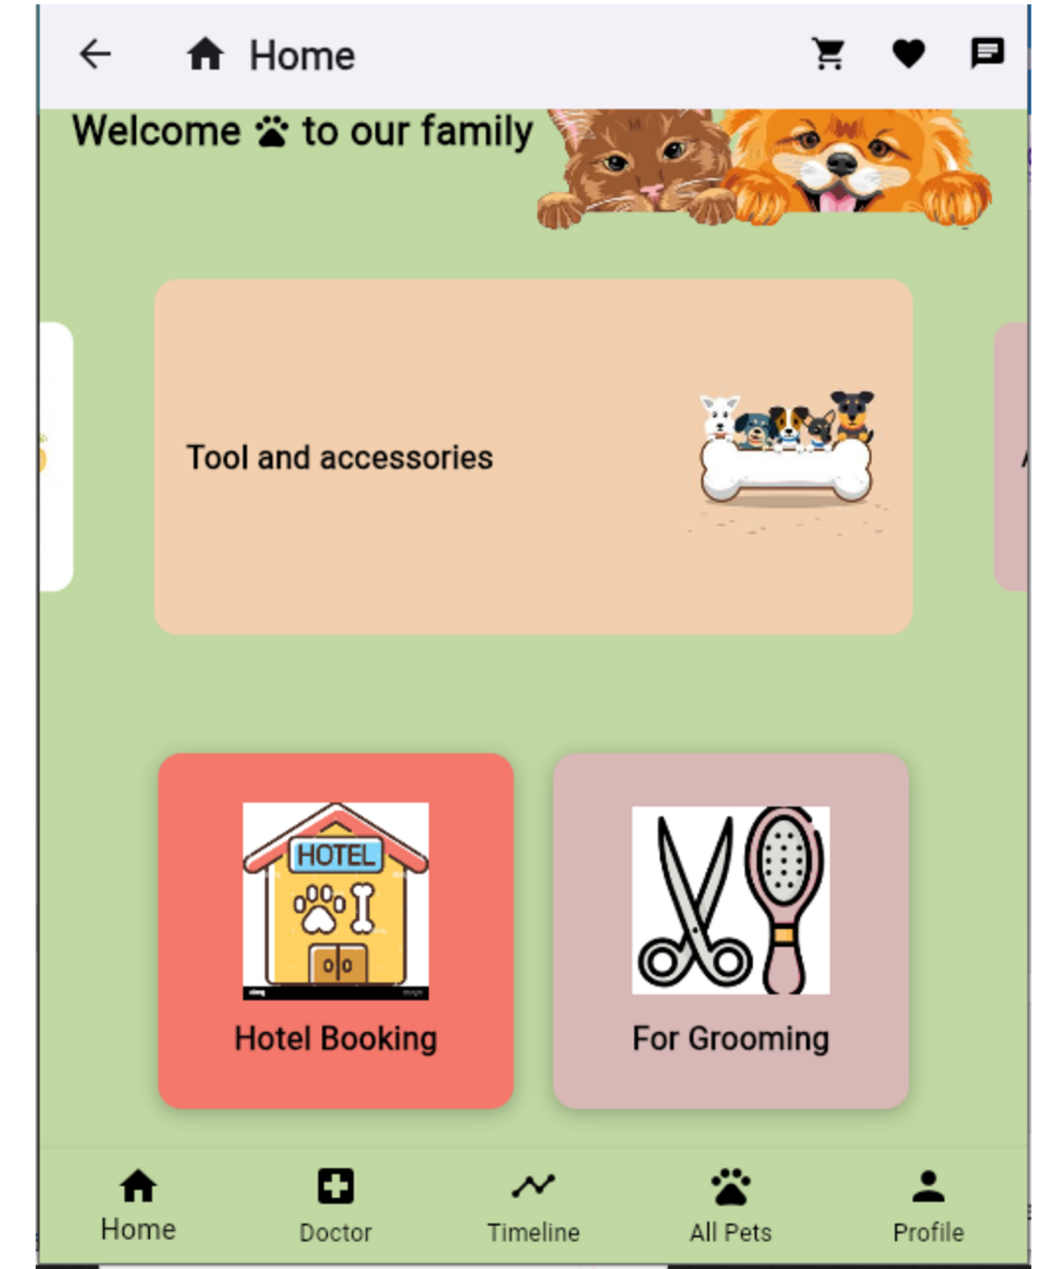 Home
Welcome to our family
Tool and accessories
HOTEL
Hotel Booking
For Grooming
Home
Doctor
Timeline
All Pets
Profile